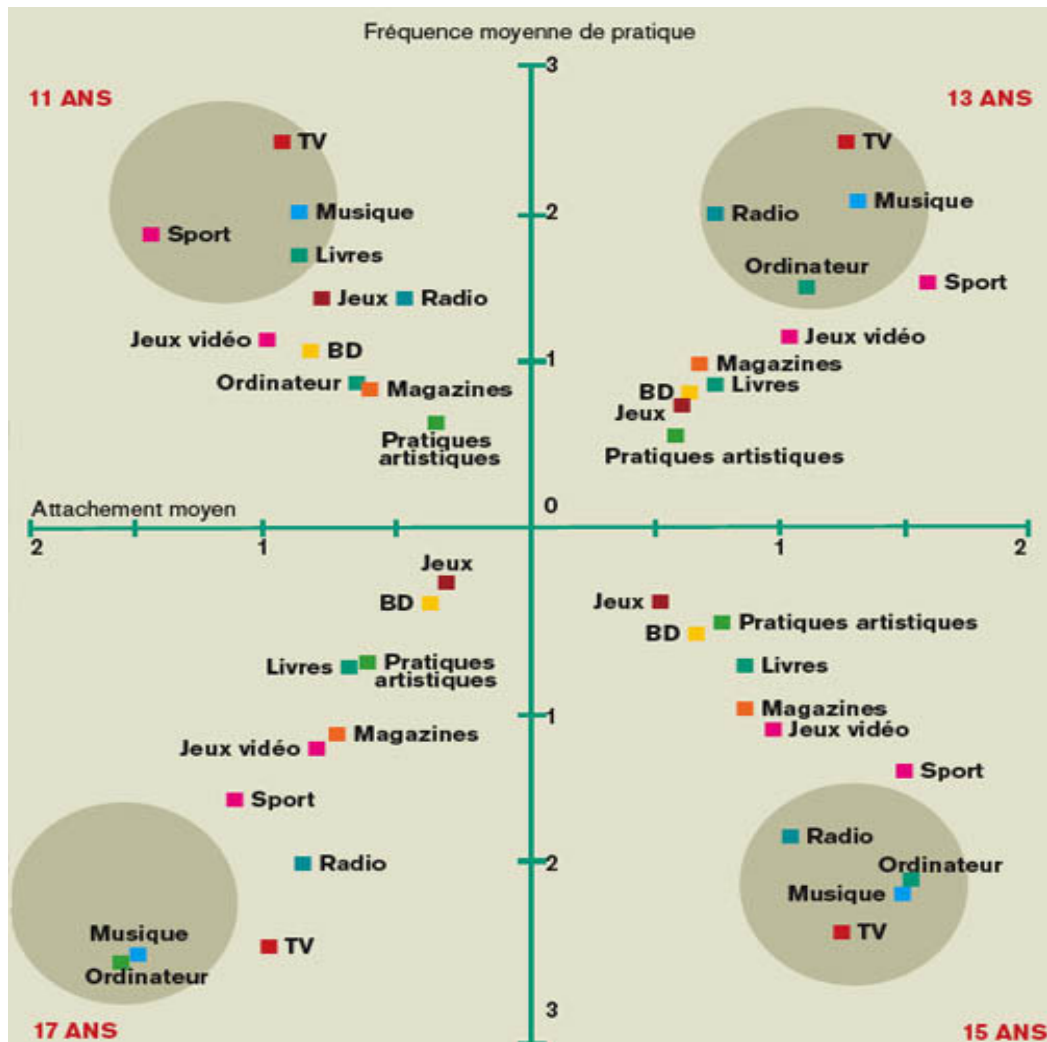 Fréquence moyenne de pratique
3
11 ANS
13 ANS
TV
TV
Musique
Musique
2
Radio
Sport
Livres
Ordinateur
Sport
Jeux
Radio
Jeux vidéo
Jeux vidéo
BD
1
Magazines
Ordinateur
Magazines
Livres
BD
Jeux
Pratiques
artistiques
Pratiques artistiques
0
Attachement moyen
2
1
1
2
Jeux
BD
Jeux
Pratiques artistiques
BD
Livres
Pratiques
artistiques
Livres
1
Magazines
Magazines
Jeux vidéo
Jeux vidéo
Sport
Sport
Radio
Radio
2
Ordinateur
Musique
Musique
TV
TV
Ordinateur
3
17 ANS
15 ANS